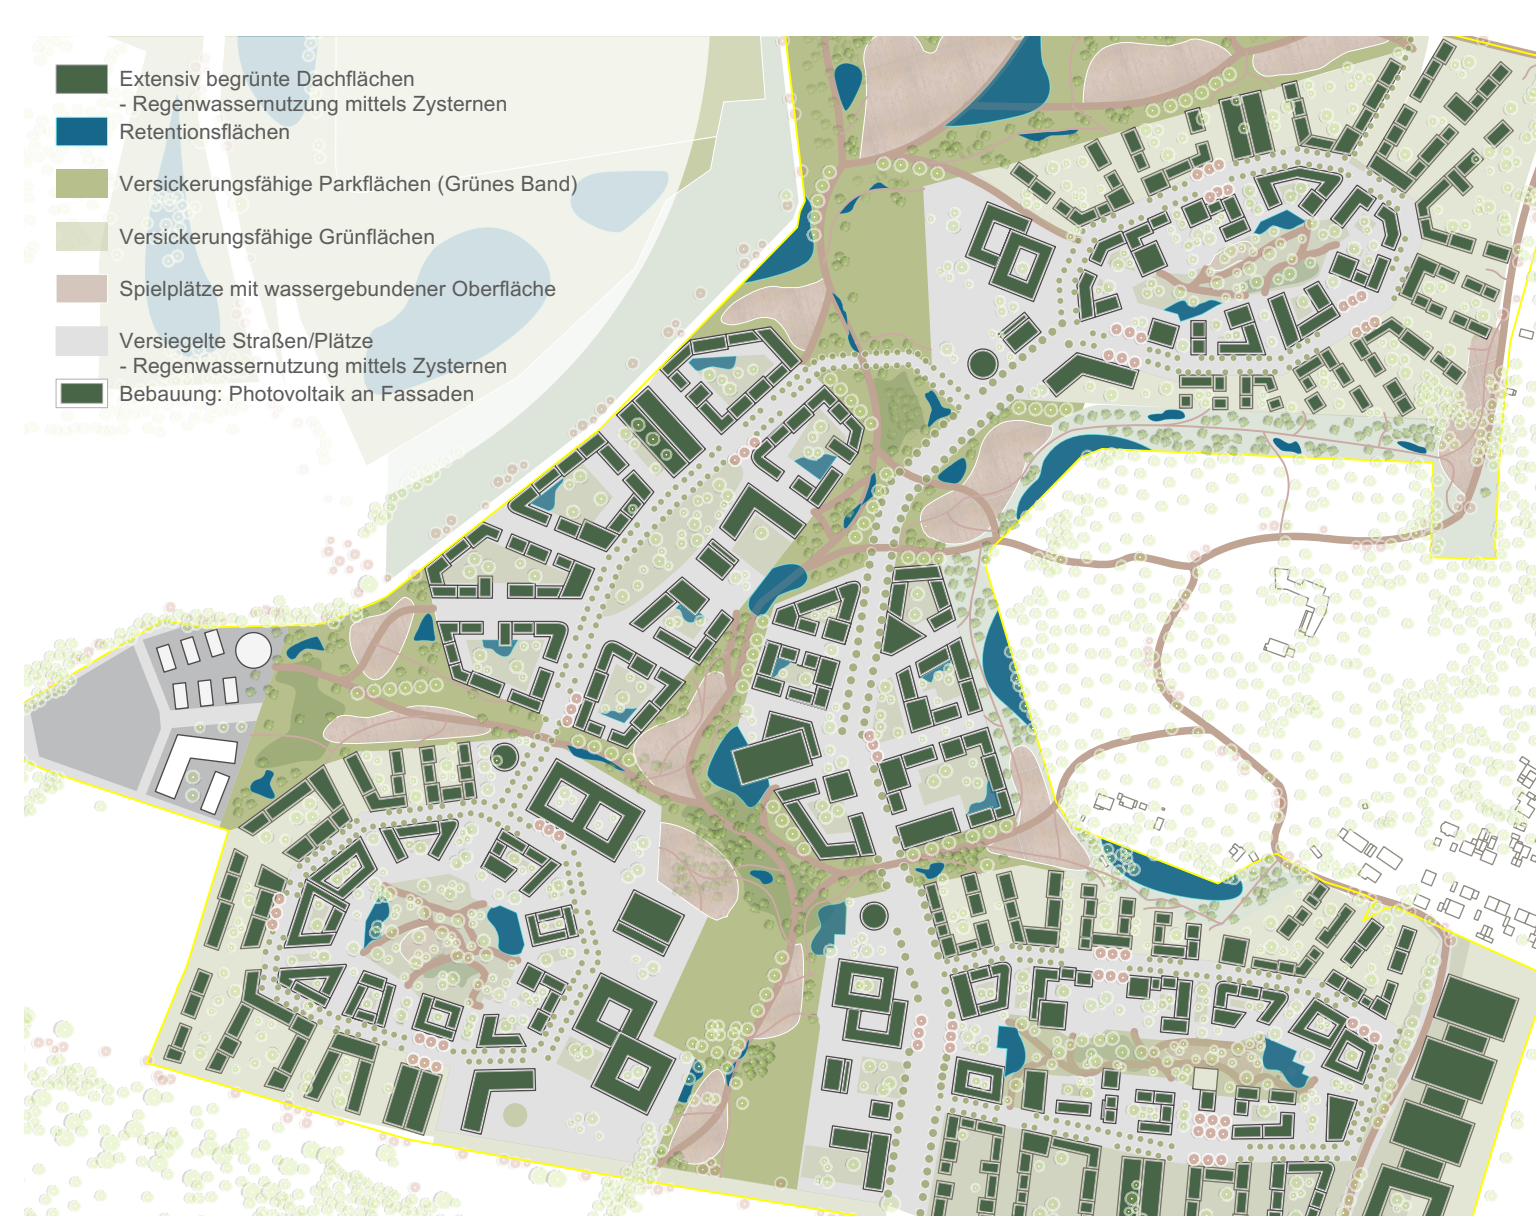 Extensiv begrünte Dachflächen
- Regenwassernutzung mittels Zysternen
Retentionsflächen
Versickerungsfähige Parkflächen (Grünes Band)
Versickerungsfähige Grünflächen
Spielplätze mit wassergebundener Oberfläche
Versiegelte Straßen/Plätze
- Regenwassernutzung mittels Zysternen
Bebauung: Photovoltaik an Fassaden